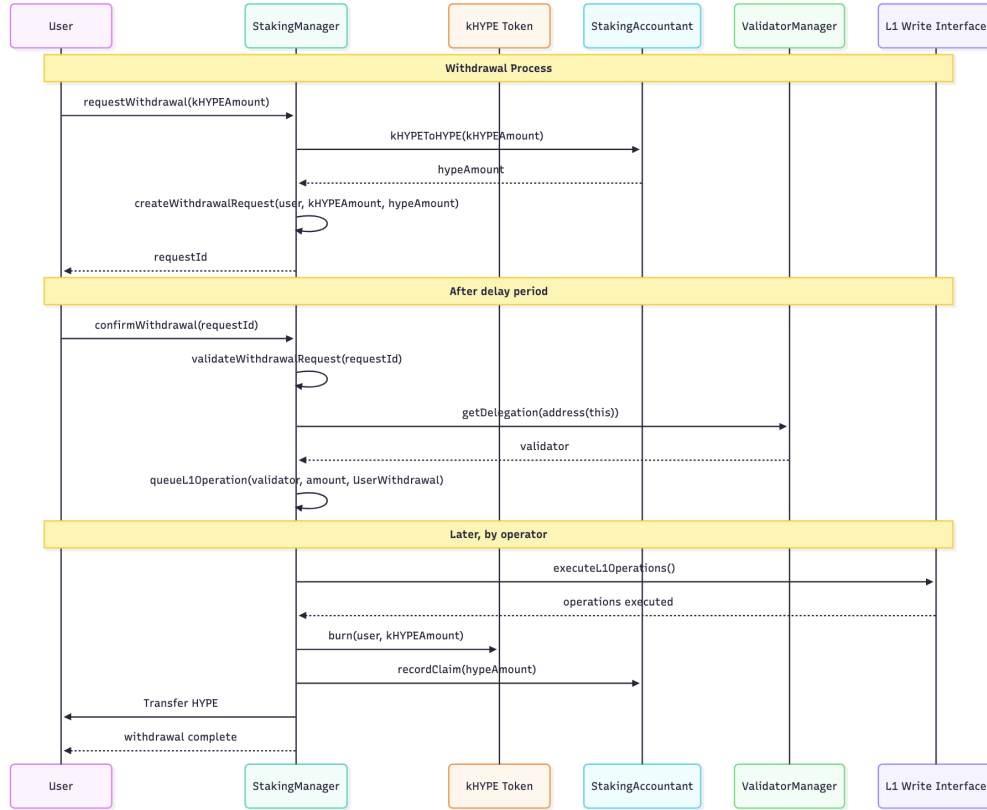 User
StakingManager
kHYPE Token
StakingAccountant
ValidatorManager
L1 Write Interface
Withdrawal Process
requestWithdrawal(kHYPEAmount)
kHYPEToHYPE(kHYPEAmount)
hypeAmount
createWithdrawalRequest(user, kHYPEAmount, hypeAmount)
requestId
After delay period
confirmWithdrawal(requestId)
validateWithdrawalRequest(requestId)
getDelegation(address(this))
validator
queueL1Operation(validator, amount, UserWithdrawal)
Later, by operator
executeL1Operations()
operations executed
burn(user, kHYPEAmount)
recordClaim(hypeAmount)
Transfer HYPE
withdrawal complete
User
StakingManager
kHYPE Token
StakingAccountant
ValidatorManager
L1 Write Interface